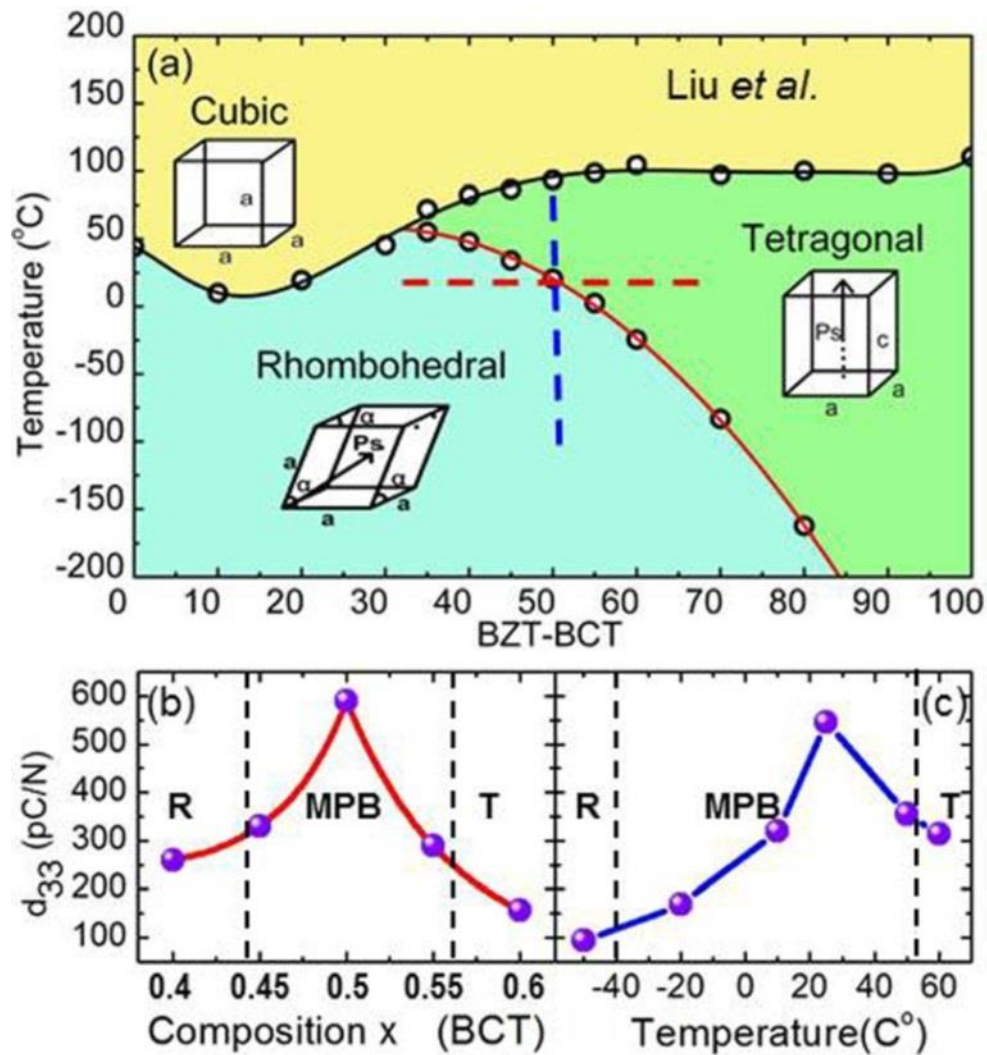 (a)
Liu et al.
Cubic
a
a
a
Tetragonal
Ps
c
a
a
Rhombohedral
α
Ps
a
α
α
a
a
Temperature (°C)
200
150
100
50
0
-50
-100
-150
-200
0 10 20 30 40 50 60 70 80 90 100
BZT-BCT
(b)
R
MPB
T
d33 (pC/N)
600
500
400
300
200
100
0.4 0.45 0.5 0.55 0.6
Composition x (BCT)
(c)
R
MPB
T
-40 -20 0 20 40 60
Temperature(C°)